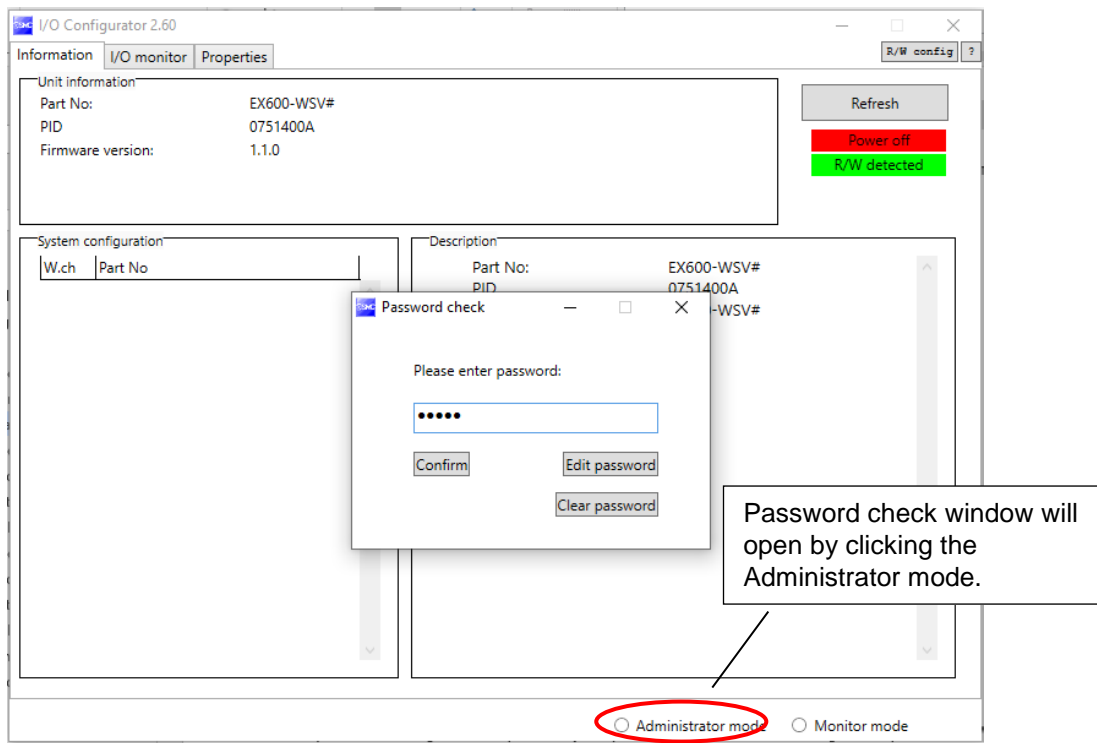 SMC I/O Configurator 2.60
Information I/O monitor Properties
R/W config ?
Unit information
Part No: EX600-WSV#
PID 0751400A
Firmware version: 1.1.0
Refresh
Power off
R/W detected
System configuration
W.ch Part No
Description
Part No: EX600-WSV#
PID 0751400A
-WSV#
SMC Password check
Please enter password:
•••••
Confirm Edit password
Clear password
Password check window will
open by clicking the
Administrator mode.
Administrator mode Monitor mode